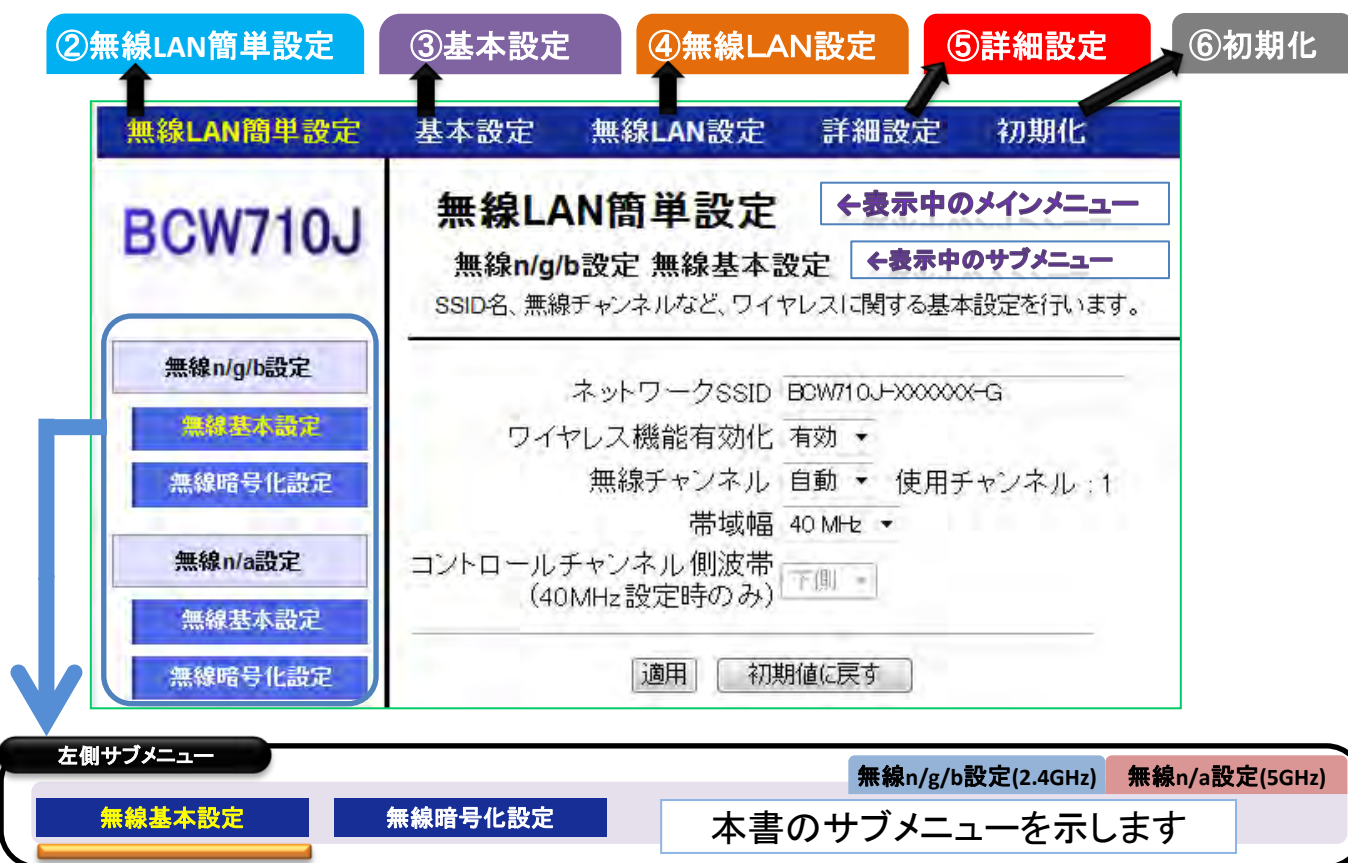 ②無線LAN簡単設定
③基本設定
④無線LAN設定
⑤詳細設定
⑥初期化
無線LAN簡単設定 基本設定 無線LAN設定 詳細設定 初期化
BCW710J
無線LAN簡単設定
←表示中のメインメニュー
無線n/g/b設定 無線基本設定
←表示中のサブメニュー
SSID名、無線チャンネルなど、ワイヤレスに関する基本設定を行います。
無線n/g/b設定
無線基本設定
無線暗号化設定
無線n/a設定
無線基本設定
無線暗号化設定
ネットワークSSID BCW710J-XXXXXX-G
ワイヤレス機能有効化 有効
無線チャンネル 自動 使用チャンネル : 1
帯域幅 40 MHz
コントロールチャンネル側波帯
(40MHz設定時のみ) 下側
適用 初期値に戻す
左側サブメニュー
無線n/g/b設定(2.4GHz) 無線n/a設定(5GHz)
無線基本設定 無線暗号化設定
本書のサブメニューを示します